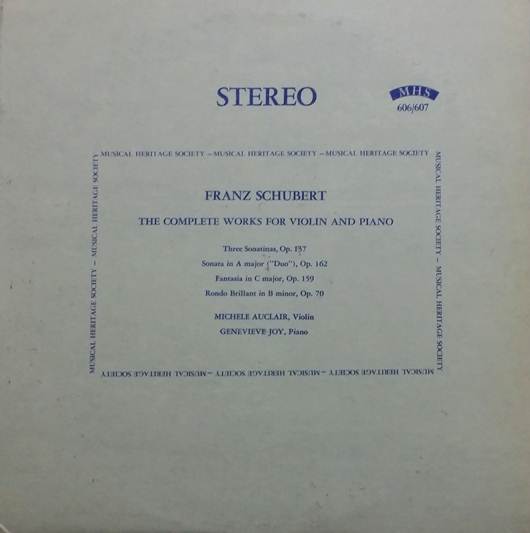 STEREO
MHS
606/607
MUSICAL HERITAGE SOCIETY – MUSICAL HERITAGE SOCIETY – MUSICAL HERITAGE SOCIETY
MUSICAL HERITAGE SOCIETY – MUSICAL HERITAGE SOCIETY
MUSICAL HERITAGE SOCIETY – MUSICAL HERITAGE SOCIETY
FRANZ SCHUBERT
THE COMPLETE WORKS FOR VIOLIN AND PIANO
Three Sonatinas, Op. 137
Sonata in A major ("Duo"), Op. 162
Fantasia in C major, Op. 159
Rondo Brillant in B minor, Op. 70
MICHELE AUCLAIR, Violin
GENEVIEVE JOY, Piano
MUSICAL HERITAGE SOCIETY – MUSICAL HERITAGE SOCIETY – MUSICAL HERITAGE SOCIETY